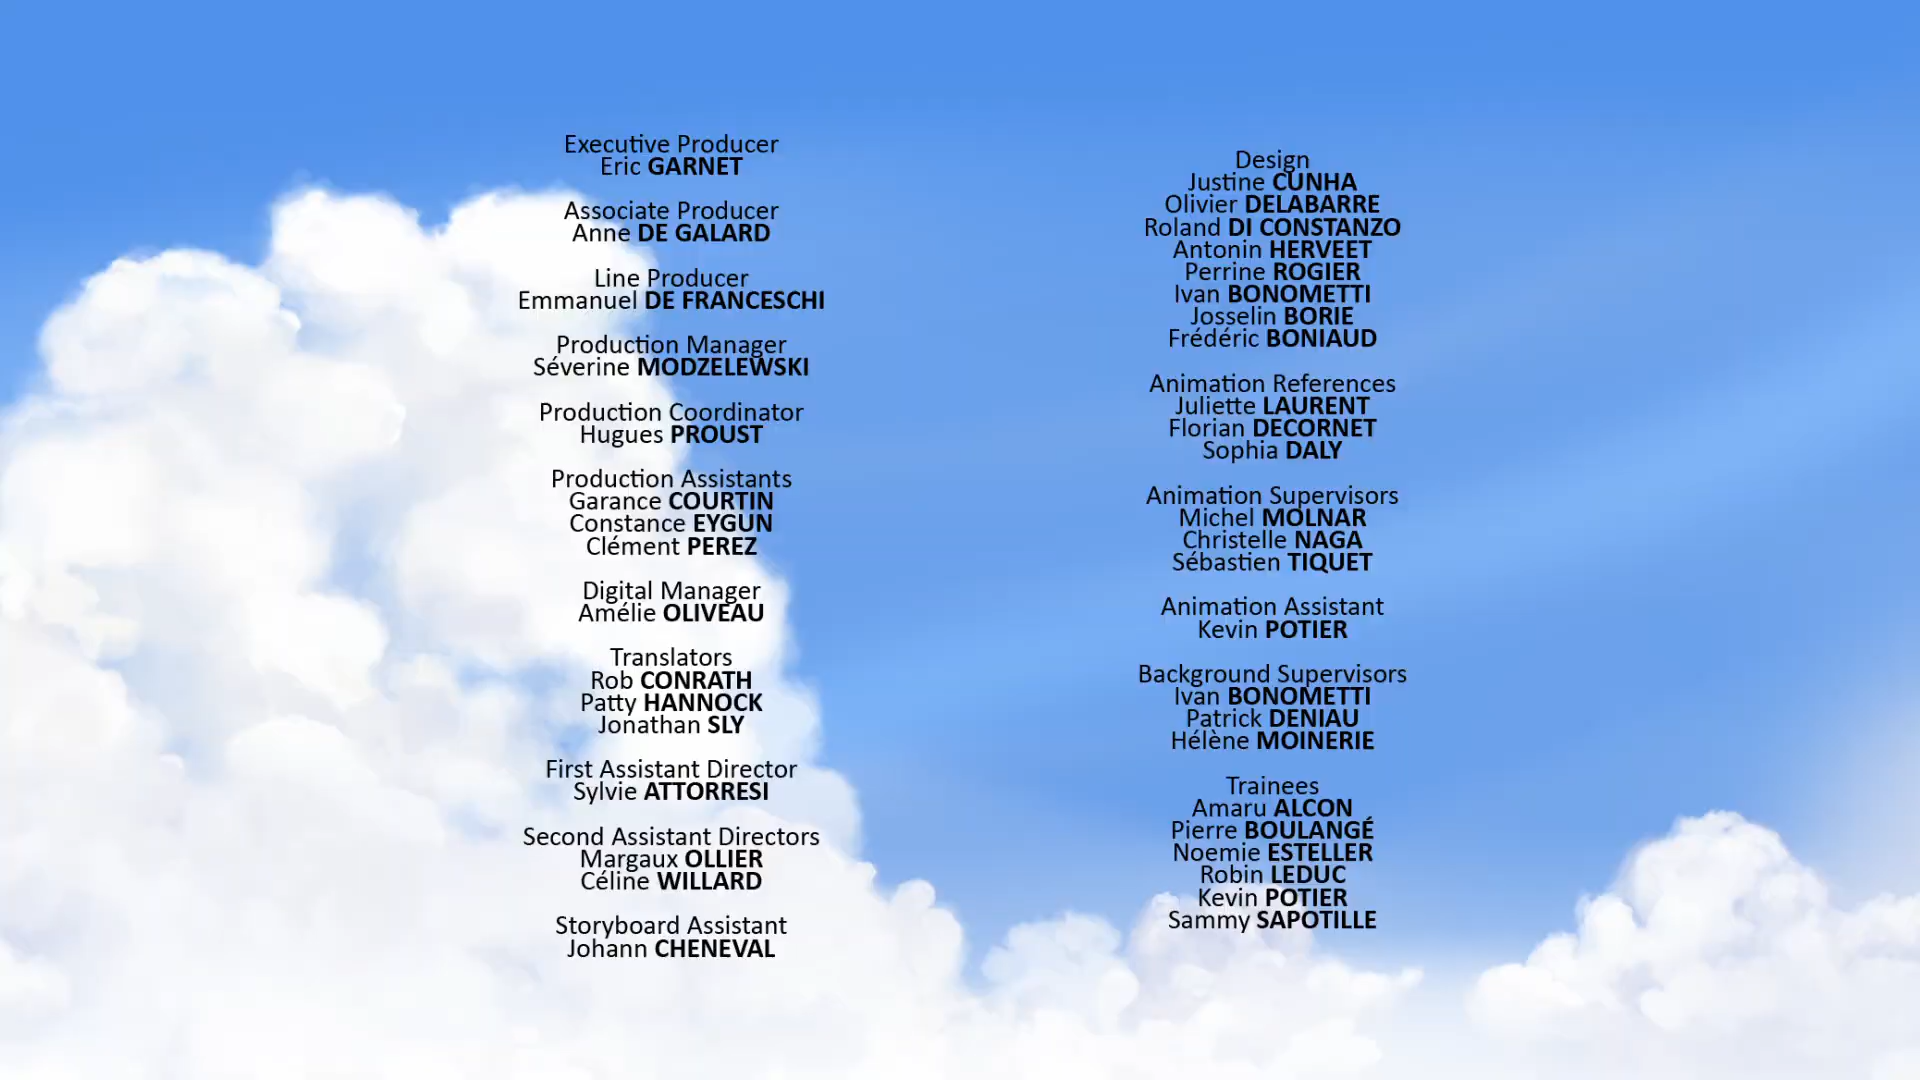 Executive Producer
Eric GARNET
Associate Producer
Anne DE GALARD
Line Producer
Emmanuel DE FRANCESCHI
Production Manager
Séverine MODZELEWSKI
Production Coordinator
Hugues PROUST
Production Assistants
Garance COURTIN
Constance EYGUN
Clément PEREZ
Digital Manager
Amélie OLIVEAU
Translators
Rob CONRATH
Patty HANNOCK
Jonathan SLY
First Assistant Director
Sylvie ATTORRESI
Second Assistant Directors
Margaux OLLIER
Céline WILLARD
Storyboard Assistant
Johann CHENEVAL
Design
Justine CUNHA
Olivier DELABARRE
Roland DI CONSTANZO
Antonin HERVEET
Perrine ROGIER
Ivan BONOMETTI
Josselin BORIE
Frédéric BONIAUD
Animation References
Juliette LAURENT
Florian DECORNET
Sophia DALY
Animation Supervisors
Michel MOLNAR
Christelle NAGA
Sébastien TIQUET
Animation Assistant
Kevin POTIER
Background Supervisors
Ivan BONOMETTI
Patrick DENIAU
Hélène MOINERIE
Trainees
Amaru ALCON
Pierre BOULANGÉ
Noemie ESTELLER
Robin LEDUC
Kevin POTIER
Sammy SAPOTILLE